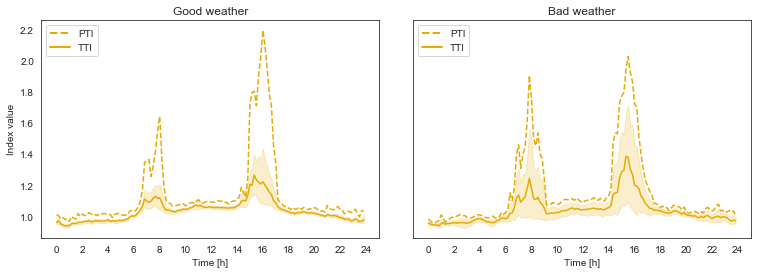 Good weather
PTI
TTI
Index value
2.2
2.0
1.8
1.6
1.4
1.2
1.0
0 2 4 6 8 10 12 14 16 18 20 22 24
Time [h]
Bad weather
PTI
TTI
0 2 4 6 8 10 12 14 16 18 20 22 24
Time [h]